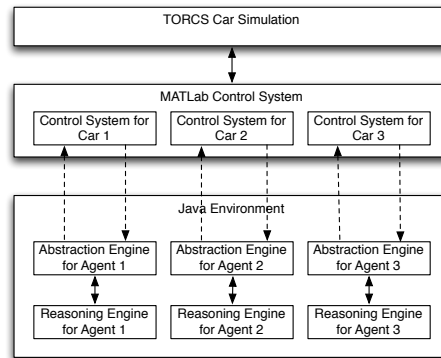 TORCS Car Simulation
MATLab Control System
Control System for
Car 1
Control System for
Car 2
Control System for
Car 3
Java Environment
Abstraction Engine
for Agent 1
Abstraction Engine
for Agent 2
Abstraction Engine
for Agent 3
Reasoning Engine
for Agent 1
Reasoning Engine
for Agent 2
Reasoning Engine
for Agent 3